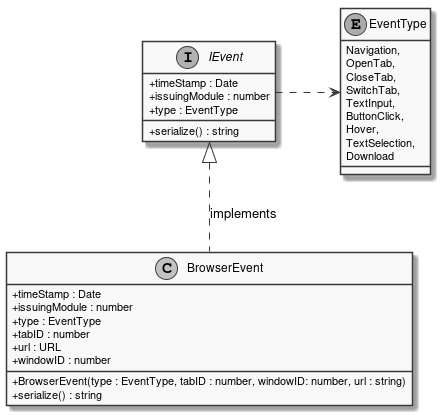 I IEvent
+timeStamp : Date
+issuingModule : number
+type : EventType
+serialize() : string
E EventType
Navigation,
OpenTab,
CloseTab,
SwitchTab,
TextInput,
ButtonClick,
Hover,
TextSelection,
Download
implements
C BrowserEvent
+timeStamp : Date
+issuingModule : number
+type : EventType
+tabID : number
+url : URL
+windowID : number
+BrowserEvent(type : EventType, tabID : number, windowID: number, url : string)
+serialize() : string